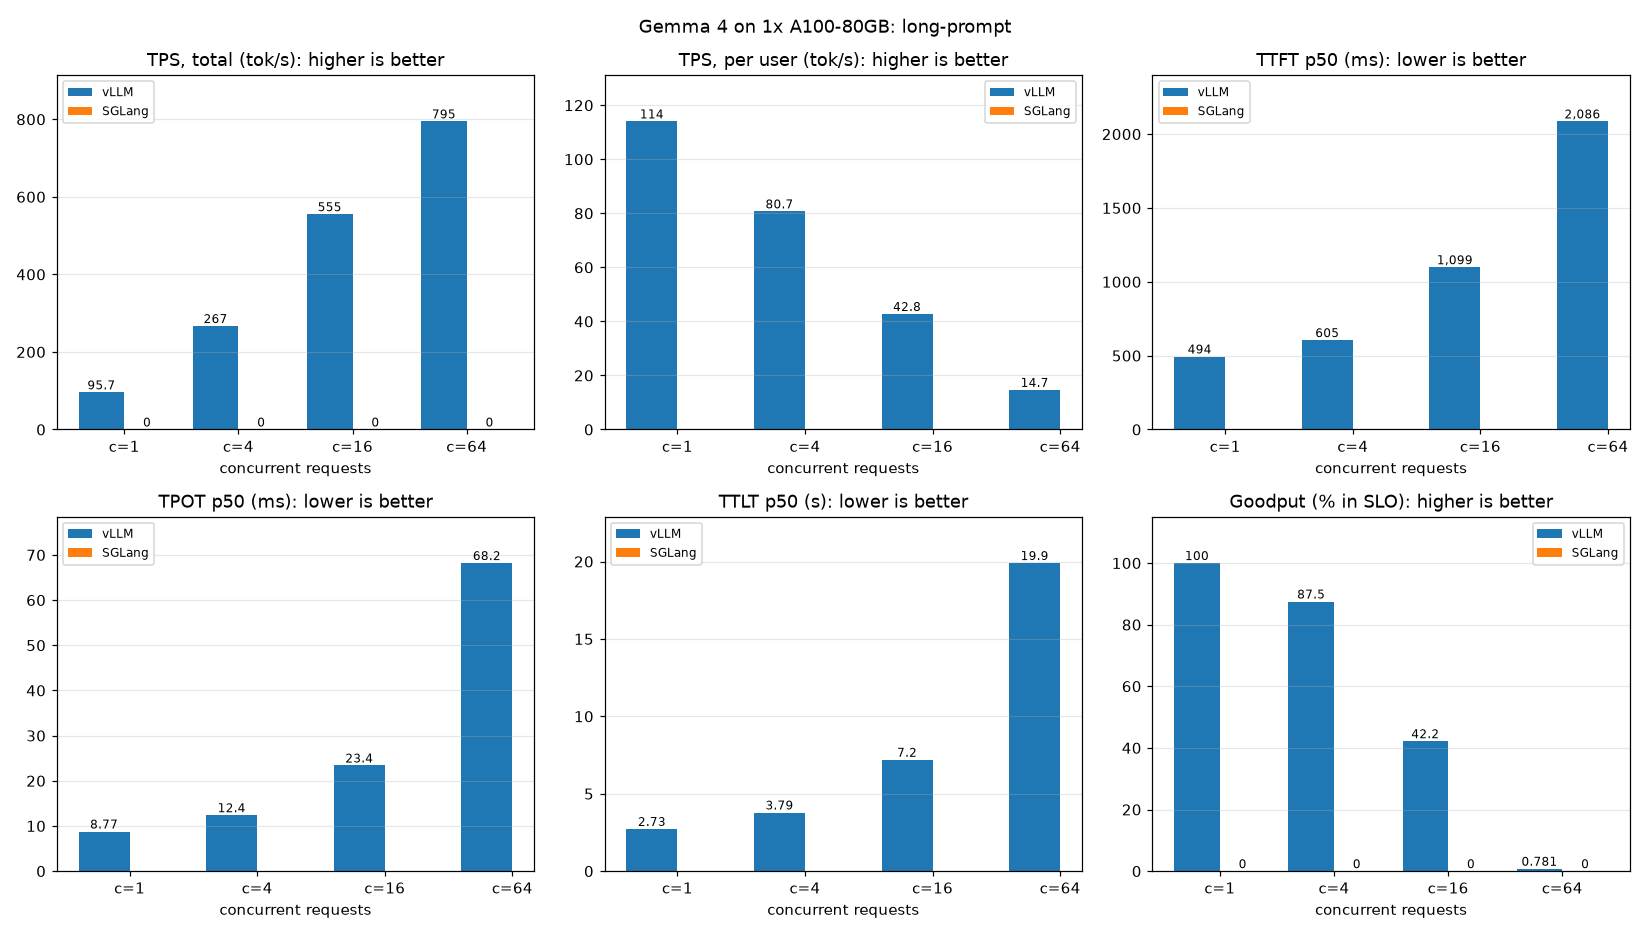 Gemma 4 on 1x A100-80GB: long-prompt
TPS, total (tok/s): higher is better
vLLM
SGLang
800
600
400
200
0
95.7
0
267
0
555
0
795
0
c=1
c=4
c=16
c=64
concurrent requests
TPS, per user (tok/s): higher is better
vLLM
SGLang
120
100
80
60
40
20
0
114
80.7
42.8
14.7
c=1
c=4
c=16
c=64
concurrent requests
TTFT p50 (ms): lower is better
vLLM
SGLang
2000
1500
1000
500
0
494
605
1,099
2,086
c=1
c=4
c=16
c=64
concurrent requests
TPOT p50 (ms): lower is better
vLLM
SGLang
70
60
50
40
30
20
10
0
8.77
12.4
23.4
68.2
c=1
c=4
c=16
c=64
concurrent requests
TTLT p50 (s): lower is better
vLLM
SGLang
20
15
10
5
0
2.73
3.79
7.2
19.9
c=1
c=4
c=16
c=64
concurrent requests
Goodput (% in SLO): higher is better
vLLM
SGLang
100
80
60
40
20
0
100
0
87.5
0
42.2
0
0.781
0
c=1
c=4
c=16
c=64
concurrent requests